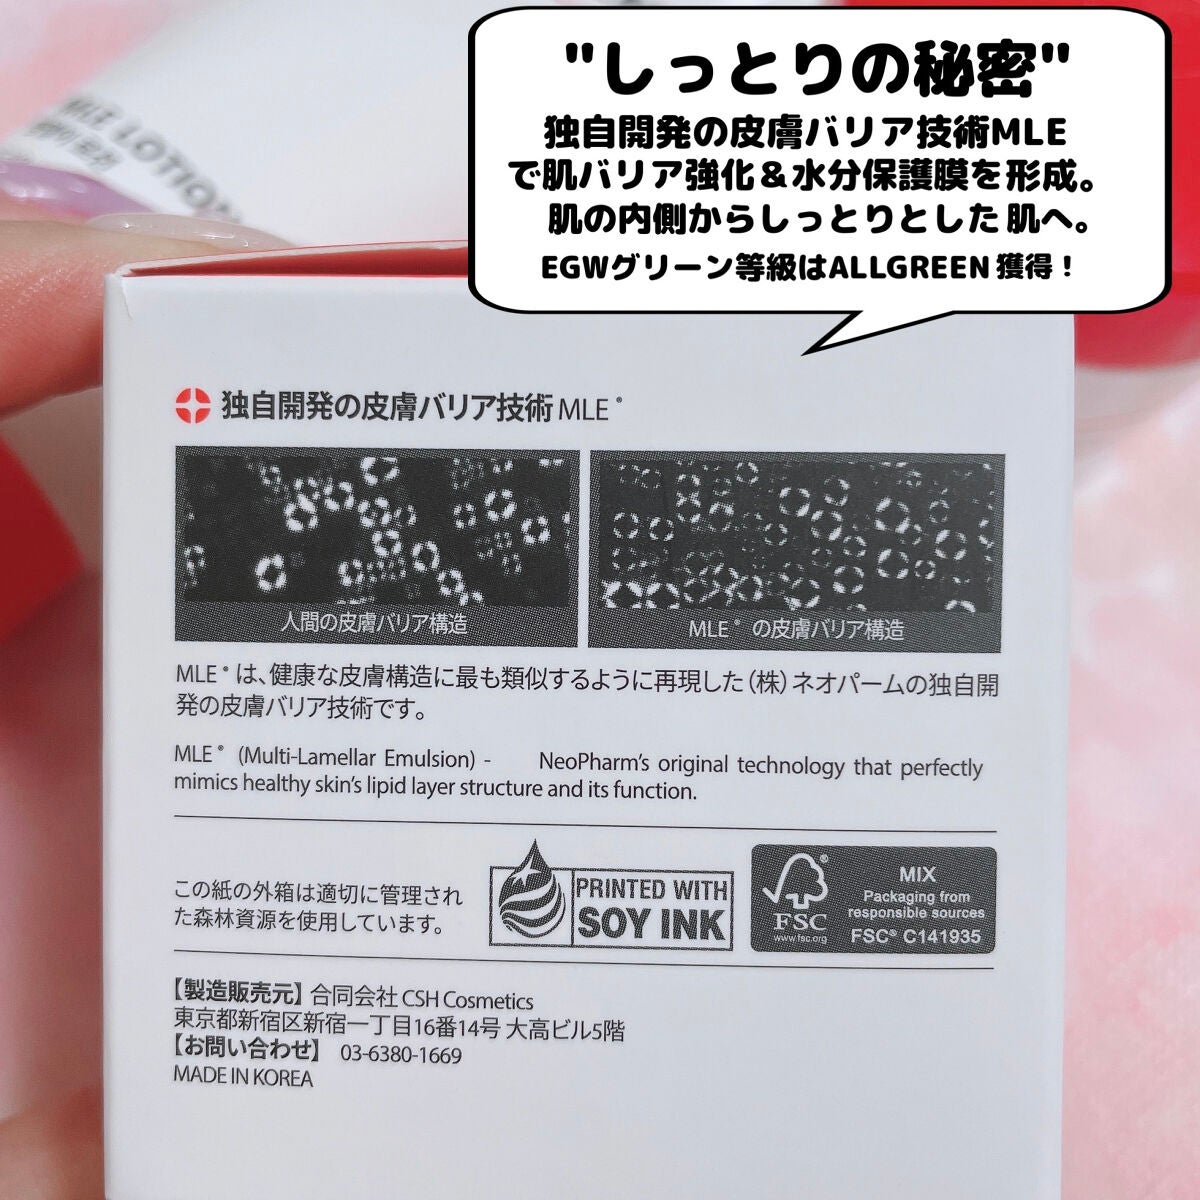 "しっとりの秘密"
独自開発の皮膚バリア技術MLE
で肌バリア強化&水分保護膜を形成。
肌の内側からしっとりとした肌へ。
EGWグリーン等級はALLGREEN獲得！
MLE LOTION
独自開発の皮膚バリア技術 MLE®
人間の皮膚バリア構造
MLE® の皮膚バリア構造
MLE®は、健康な皮膚構造に最も類似するように再現した(株)ネオパームの独自開
発の皮膚バリア技術です。
MLE® (Multi-Lamellar Emulsion) - NeoPharm's original technology that perfectly
mimics healthy skin's lipid layer structure and its function.
この紙の外箱は適切に管理され
た森林資源を使用しています。
PRINTED WITH
SOY INK
FSC®
www.fsc.org
MIX
Packaging from
responsible sources
FSC® C141935
【製造販売元】合同会社 CSH Cosmetics
東京都新宿区新宿一丁目16番14号 大高ビル5階
【お問い合わせ】 03-6380-1669
MADE IN KOREA